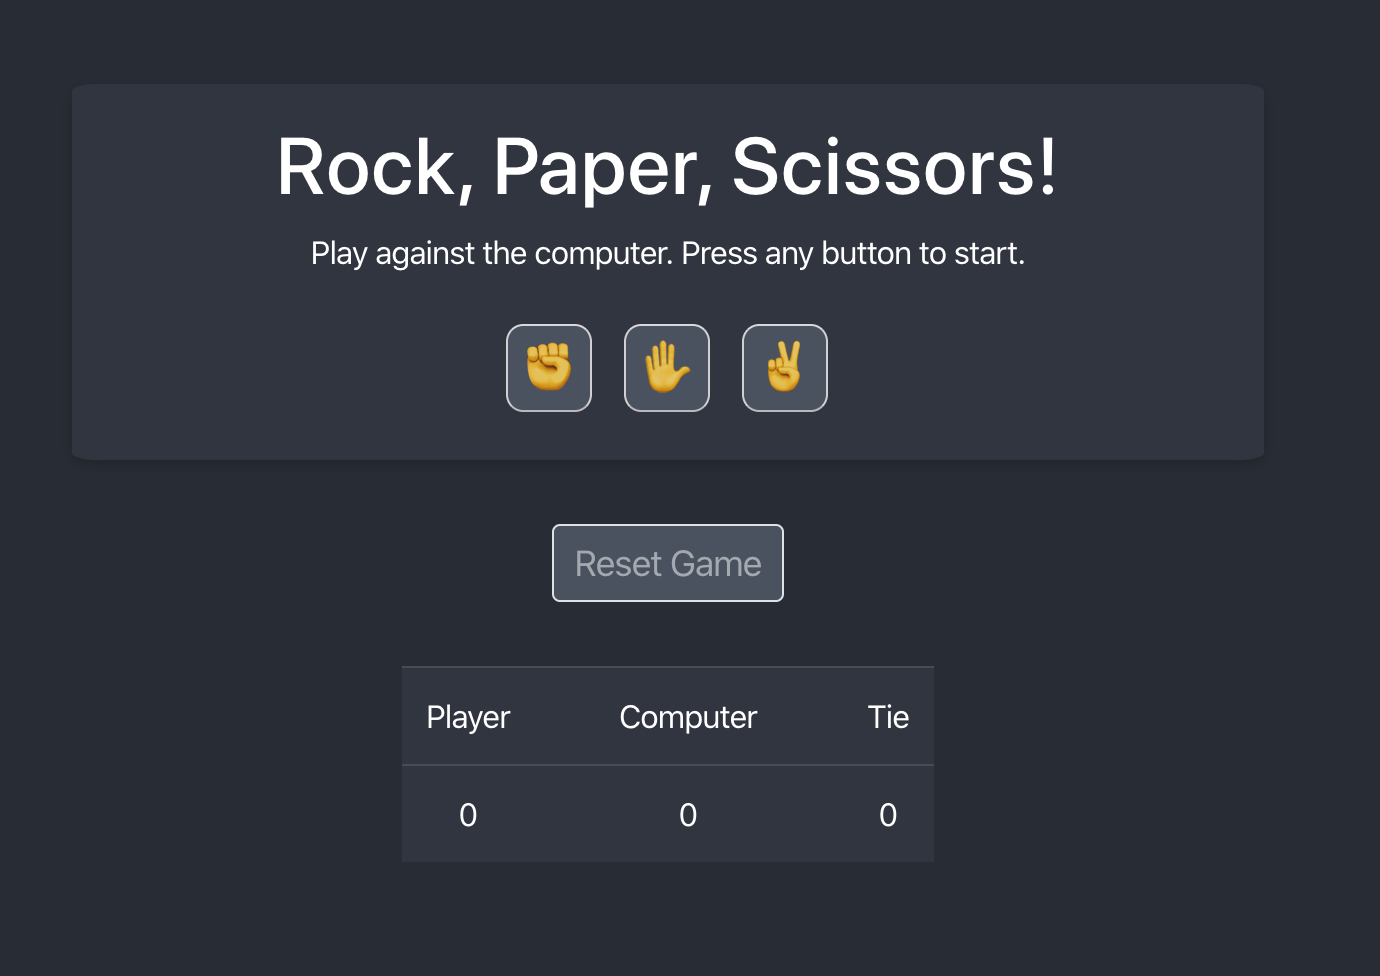 Rock, Paper, Scissors!
Play against the computer. Press any button to start.
Reset Game
Player Computer Tie
0 0 0